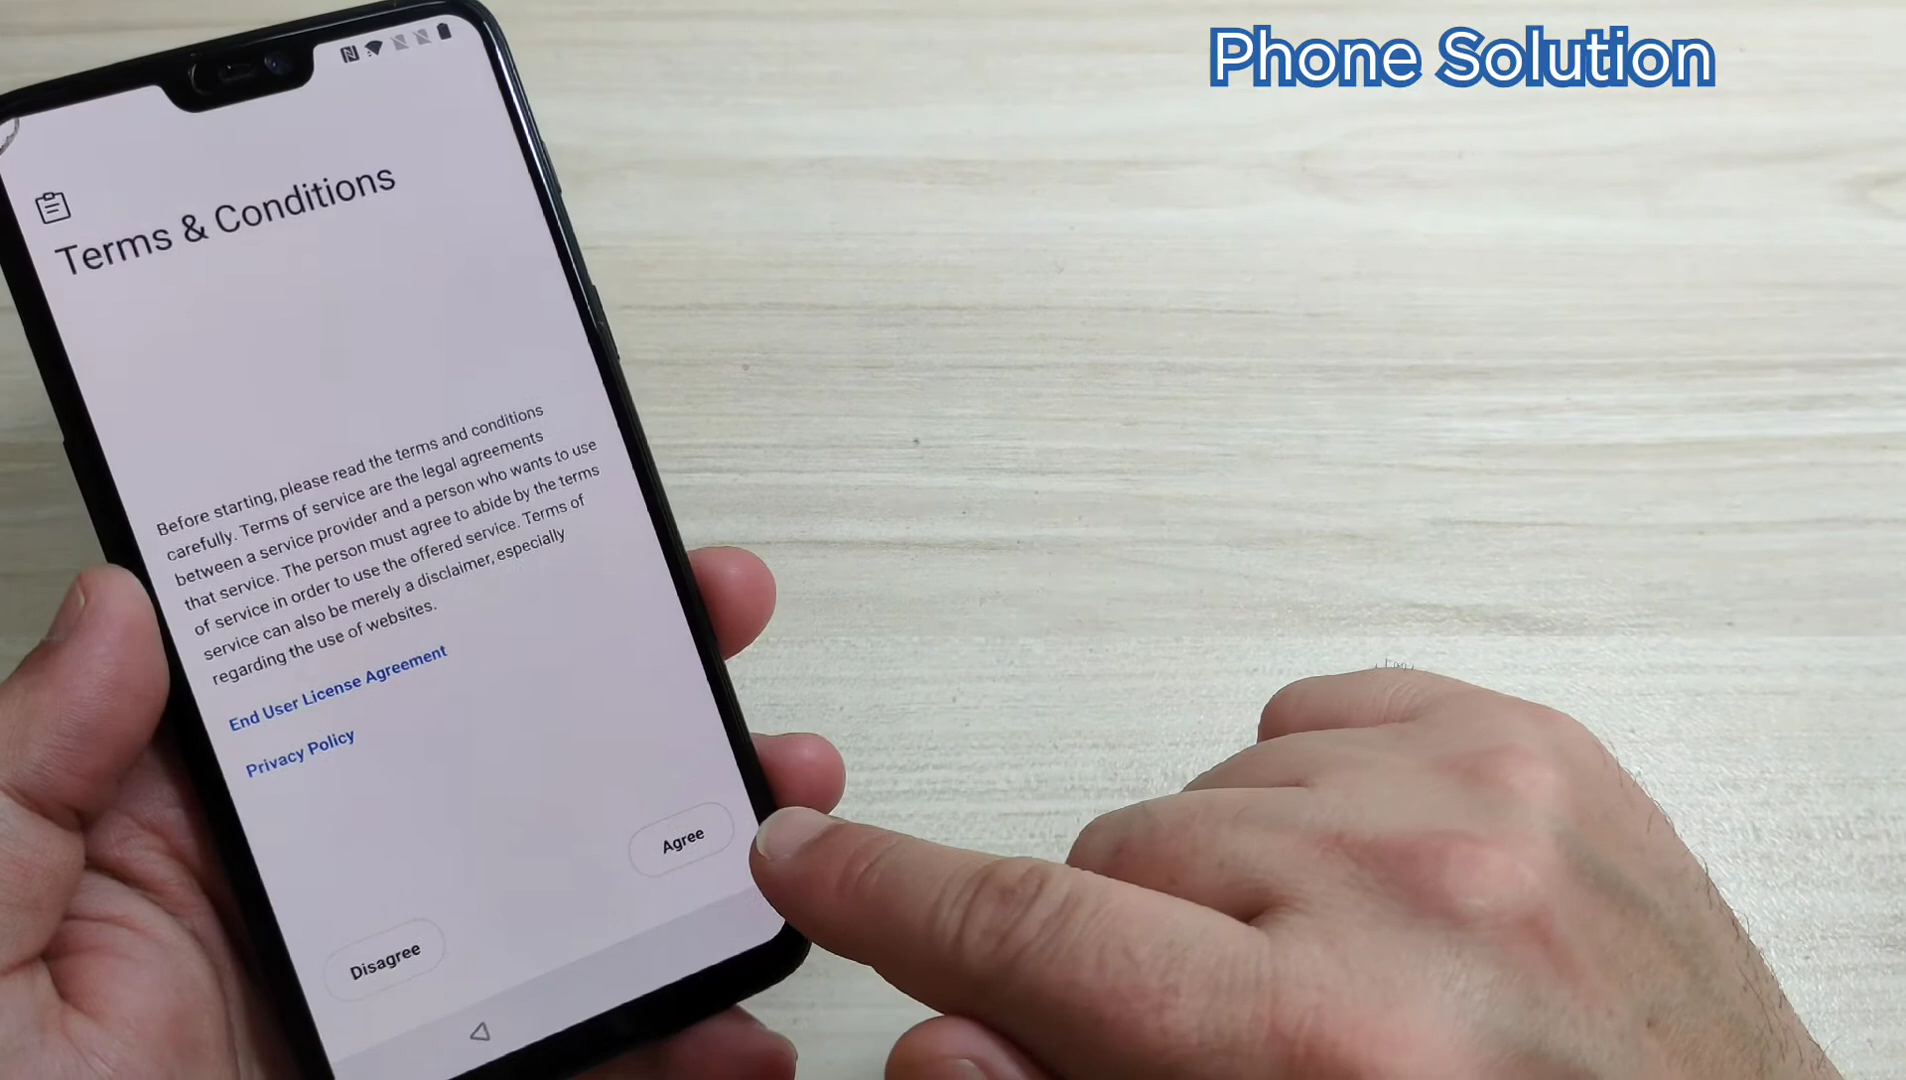 Phone Solution
Terms & Conditions
Before starting, please read the terms and conditions
carefully. Terms of service are the legal agreements
between a service provider and a person who wants to use
that service. The person must agree to abide by the terms
of service in order to use the offered service. Terms of
service can also be merely a disclaimer, especially
regarding the use of websites.
End User License Agreement
Privacy Policy
Agree
Disagree